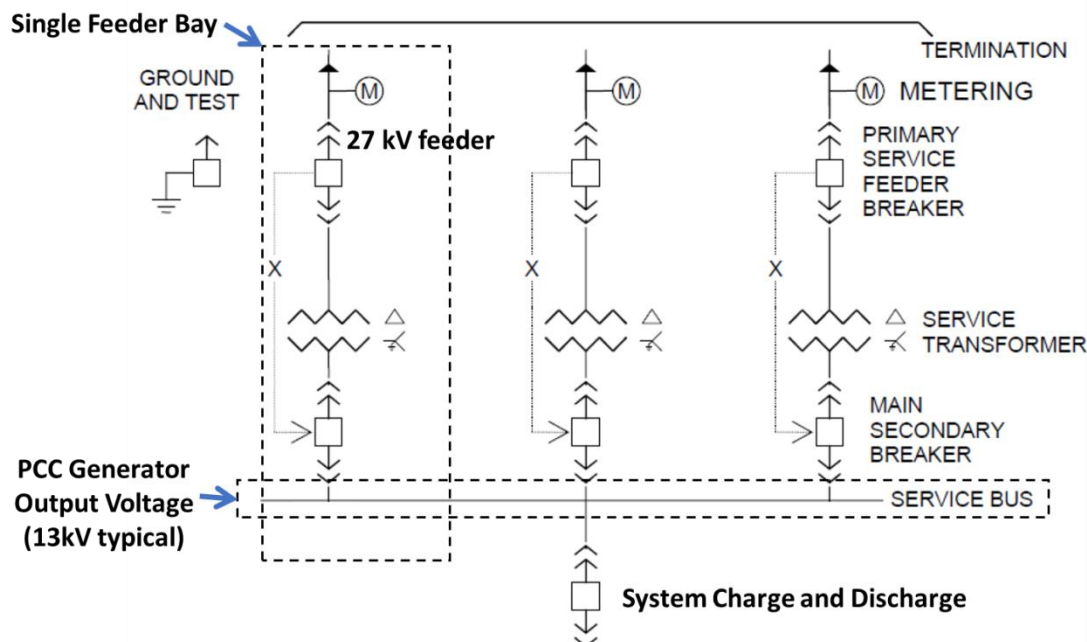 Single Feeder Bay
TERMINATION
GROUND
AND TEST
M
M
M
METERING
27 kV feeder
PRIMARY
SERVICE
FEEDER
BREAKER
X
X
X
SERVICE
TRANSFORMER
MAIN
SECONDARY
BREAKER
PCC Generator
Output Voltage
(13kV typical)
SERVICE BUS
System Charge and Discharge